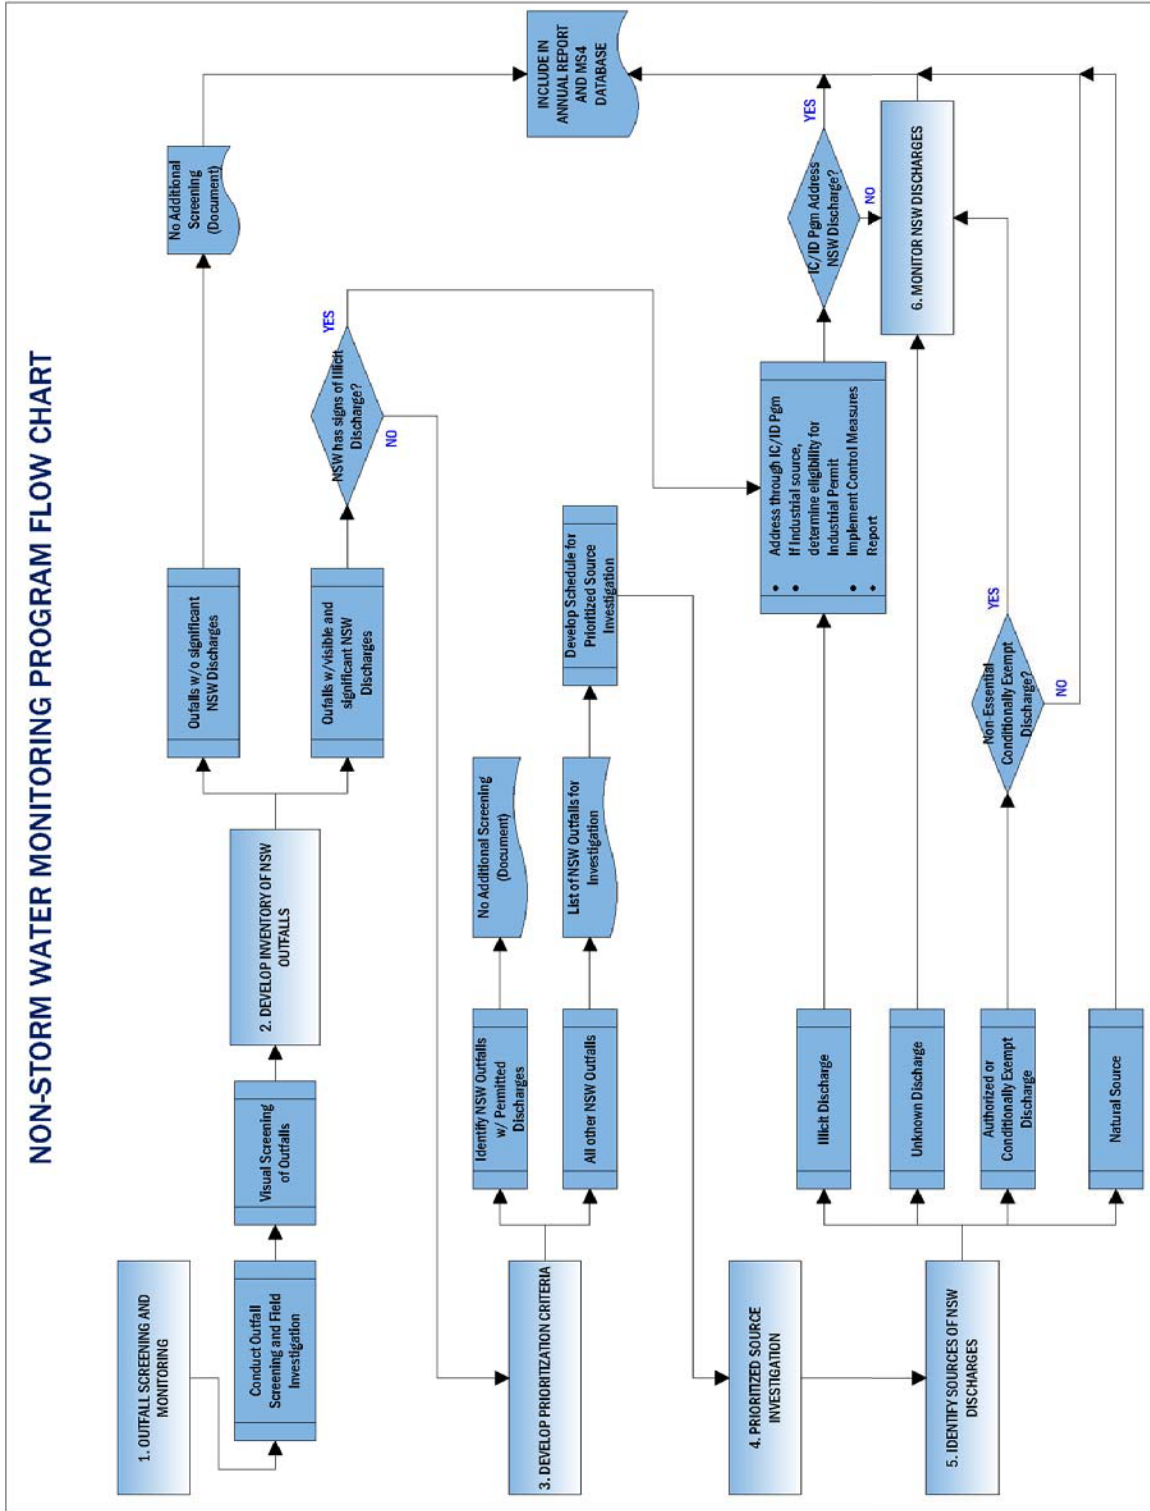 NON-STORM WATER MONITORING PROGRAM FLOW CHART
1. OUTFALL SCREENING AND
MONITORING
Conduct Outfall
Screening and Field
Investigation
Visual Screening
of Outfalls
2. DEVELOP INVENTORY OF NSW
OUTFALLS
Oufalls w/o significant
NSW Discharges
No Additional
Screening
(Document)
Oufalls w/visible and
significant NSW
Discharges
NSW has signs of Illicit
Discharge?
YES
NO
INCLUDE IN
ANNUAL REPORT
AND MS4
DATABASE
3. DEVELOP PRIORITIZATION CRITERIA
Identify NSW Outfalls
w/ Permitted
Discharges
No Additional Screening
(Document)
All other NSW Outfalls
List of NSW Outfalls for
Investigation
Develop Schedule for
Prioritized Source
Investigation
4. PRIORITIZED SOURCE
INVESTIGATION
5. IDENTIFY SOURCES OF NSW
DISCHARGES
Illicit Discharge
• Address through IC/ID Pgm
• If Industrial source,
determine eligibility for
Industrial Permit
• Implement Control Measures
• Report
IC/ID Pgm Address
NSW Discharge?
YES
NO
Unknown Discharge
6. MONITOR NSW DISCHARGES
Authorized or
Conditionally Exempt
Discharge
Non-Essential
Conditionally Exempt
Discharge?
YES
NO
Natural Source